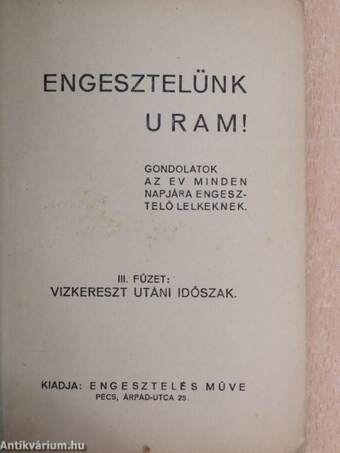 ENGESZTELÜNK
URAM!
GONDOLATOK
AZ EV MINDEN
NAPJÁRA ENGESZ-
TELŐ LELKEKNEK.
III. FÜZET:
VIZKERESZT UTÁNI IDŐSZAK.
KIADJA: ENGESZTELÉS MŰVE
PÉCS, ÁRPÁD-UTCA 25.
Antikvárium.hu